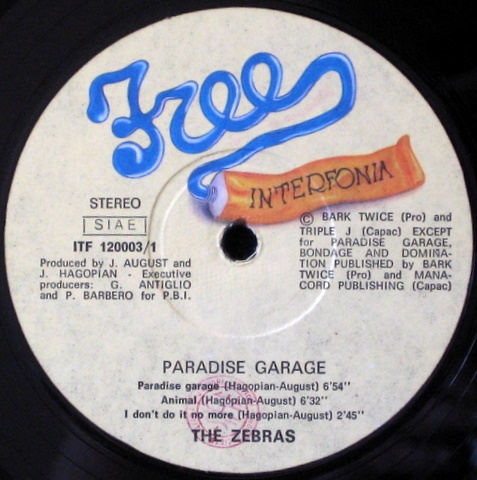 Free
INTERFONIA
STEREO
SIAE
ITF 120003/1
Produced by J. AUGUST and
J. HAGOPIAN - Executive
producers: G. ANTIGLIO
and P. BARBERO for P.B.I.
© BARK TWICE (Pro) and
TRIPLE J (Capac) EXCEPT
for PARADISE GARAGE,
BONDAGE AND DOMINA-
TION PUBLISHED by BARK
TWICE (Pro) and MANA-
CORD PUBLISHING (Capac)
PARADISE GARAGE
Paradise garage (Hagopian-August) 6'54''
Animal (Hagopian-August) 6'32''
I don't do it no more (Hagopian-August) 2'45''
THE ZEBRAS